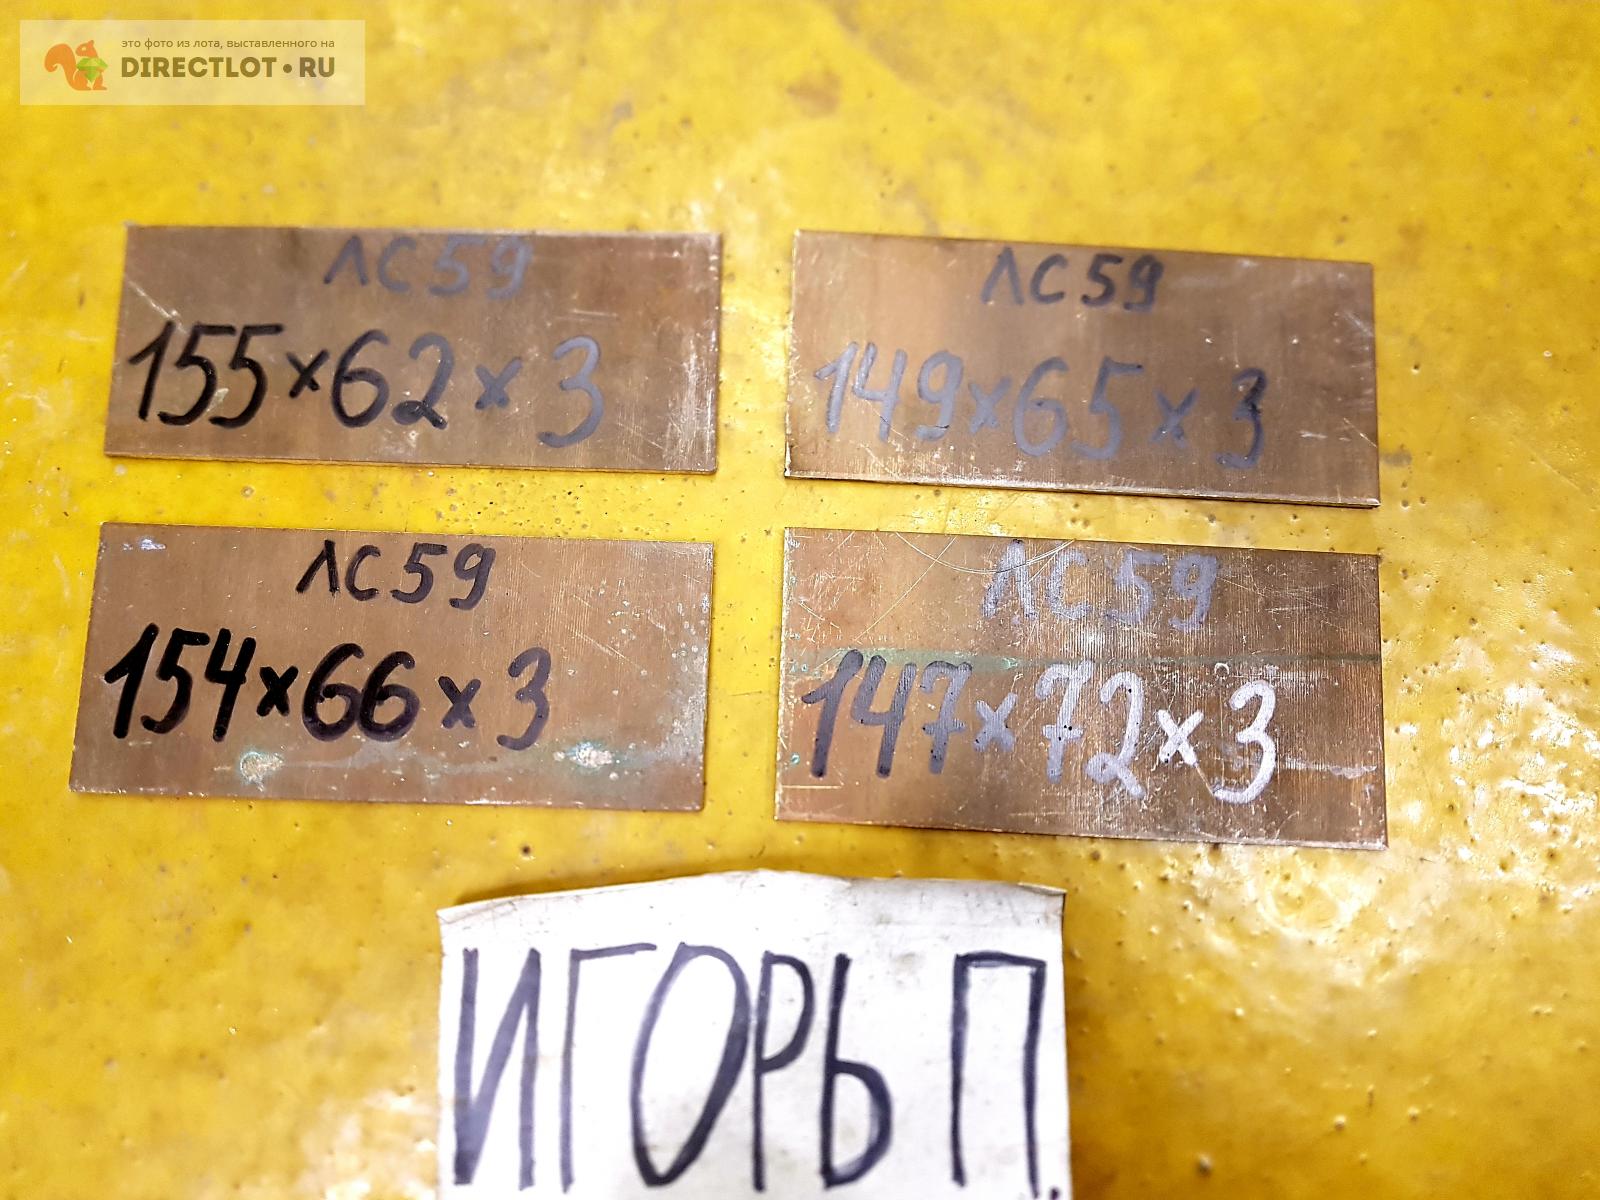 это фото из лота, выставленного на
DIRECTLOT•RU
ЛС59
155×62×3
ЛС59
149×65×3
ЛС59
154×66×3
ЛС59
147×72×3
ИГОРЬ П.